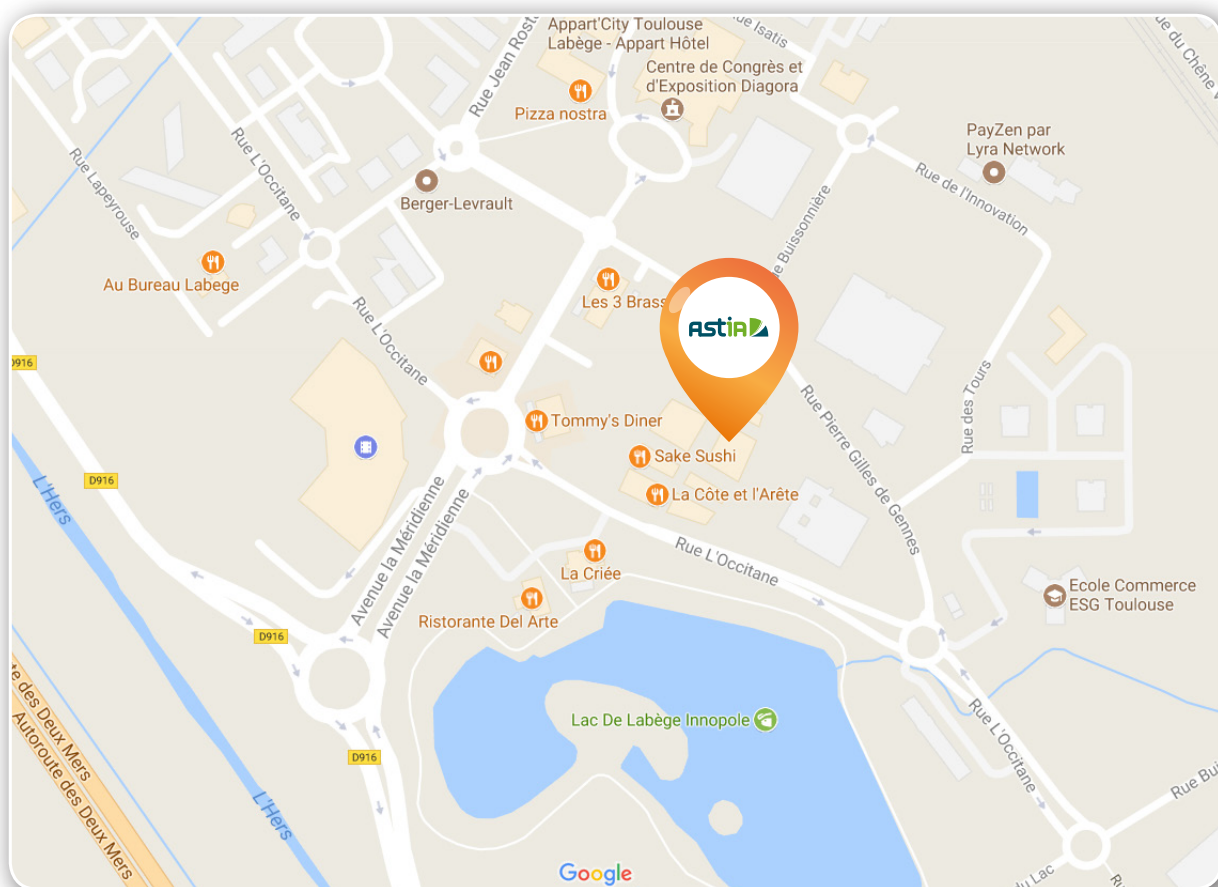 Appart'City Toulouse
Labège - Appart Hôtel
Rue Isatis
Rue du Chêne
Rue Jean Rosta
Centre de Congrès et
d'Exposition Diagora
Pizza nostra
PayZen par
Lyra Network
Rue L'Occitane
Rue Lapeyrouse
Berger-Levrault
Rue de l'Innovation
Buissonnière
Au Bureau Labege
Les 3 Brass
ASTIA
Rue L'Occitane
D916
Rue des Tours
Rue Pierre Gilles de Gennes
Tommy's Diner
Sake Sushi
D916
La Côte et l'Arête
L'Hers
Avenue la Méridienne
Avenue la Méridienne
Rue L'Occitane
La Criée
Ecole Commerce
ESG Toulouse
Ristorante Del Arte
D916
te des Deux Mers
Autoroute des Deux Mers
Lac De Labège Innopole
Rue L'Occitane
D916
Rue Bui
L'Hers
Google
du Lac